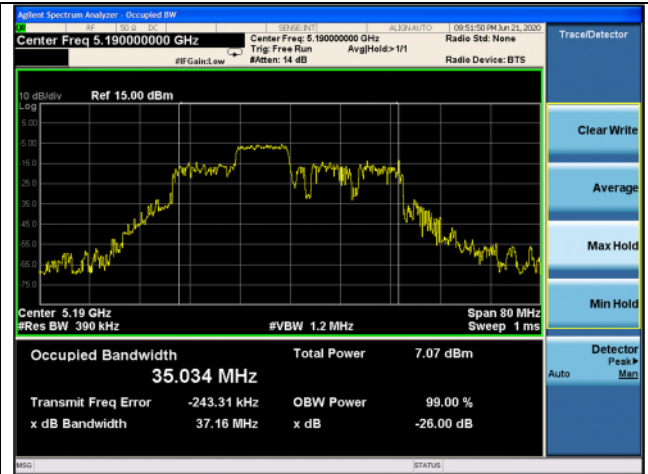 Agilent Spectrum Analyzer - Occupied BW
RF 50 Ω DC SENSE:INT ALIGN AUTO 09:51:50 PM Jun 21, 2020
Center Freq 5.190000000 GHz Center Freq: 5.190000000 GHz Radio Std: None Trace/Detector
Trig: Free Run Avg|Hold:>1/1
#IFGain:Low #Atten: 14 dB Radio Device: BTS
10 dB/div Ref 15.00 dBm
Log
5.00
-5.00
-15.0
-25.0
-35.0
-45.0
-55.0
-65.0
-75.0
Center 5.19 GHz Span 80 MHz
#Res BW 390 kHz #VBW 1.2 MHz Sweep 1 ms
Occupied Bandwidth Total Power 7.07 dBm
35.034 MHz
Transmit Freq Error -243.31 kHz OBW Power 99.00 %
x dB Bandwidth 37.16 MHz x dB -26.00 dB
Clear Write
Average
Max Hold
Min Hold
Detector
Peak▶
Auto Man
MSG STATUS